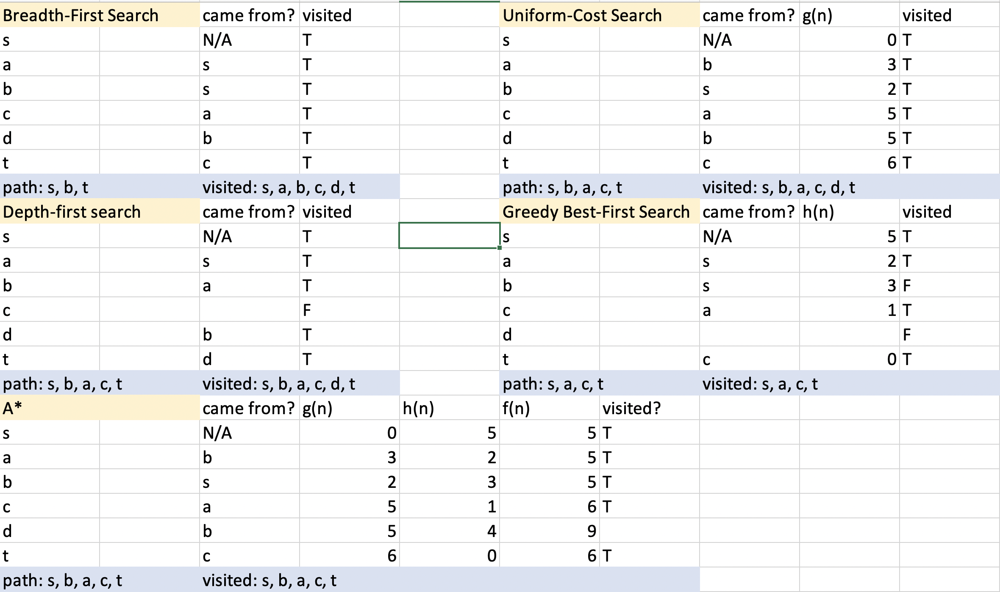 Breadth-First Search came from? visited Uniform-Cost Search came from? g(n) visited
s N/A T s N/A 0 T
a s T a b 3 T
b s T b s 2 T
c a T c a 5 T
d b T d b 5 T
t c T t c 6 T
path: s, b, t visited: s, a, b, c, d, t path: s, b, a, c, t visited: s, b, a, c, d, t
Depth-first search came from? visited Greedy Best-First Search came from? h(n) visited
s N/A T s N/A 5 T
a s T a s 2 T
b a T b s 3 F
c F c a 1 T
d b T d F
t d T t c 0 T
path: s, b, a, c, t visited: s, b, a, c, d, t path: s, a, c, t visited: s, a, c, t
A* came from? g(n) h(n) f(n) visited?
s N/A 0 5 5 T
a b 3 2 5 T
b s 2 3 5 T
c a 5 1 6 T
d b 5 4 9
t c 6 0 6 T
path: s, b, a, c, t visited: s, b, a, c, t